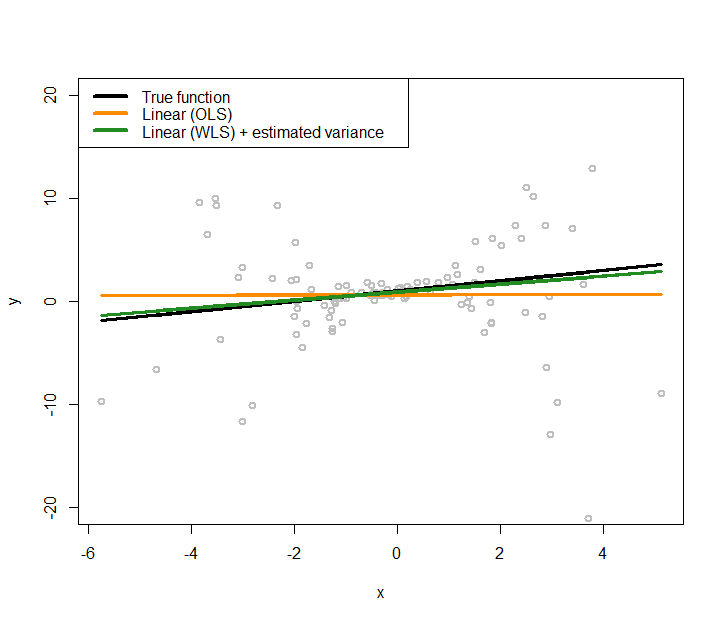 True function
Linear (OLS)
Linear (WLS) + estimated variance
20
10
0
-10
-20
y
-6 -4 -2 0 2 4
x